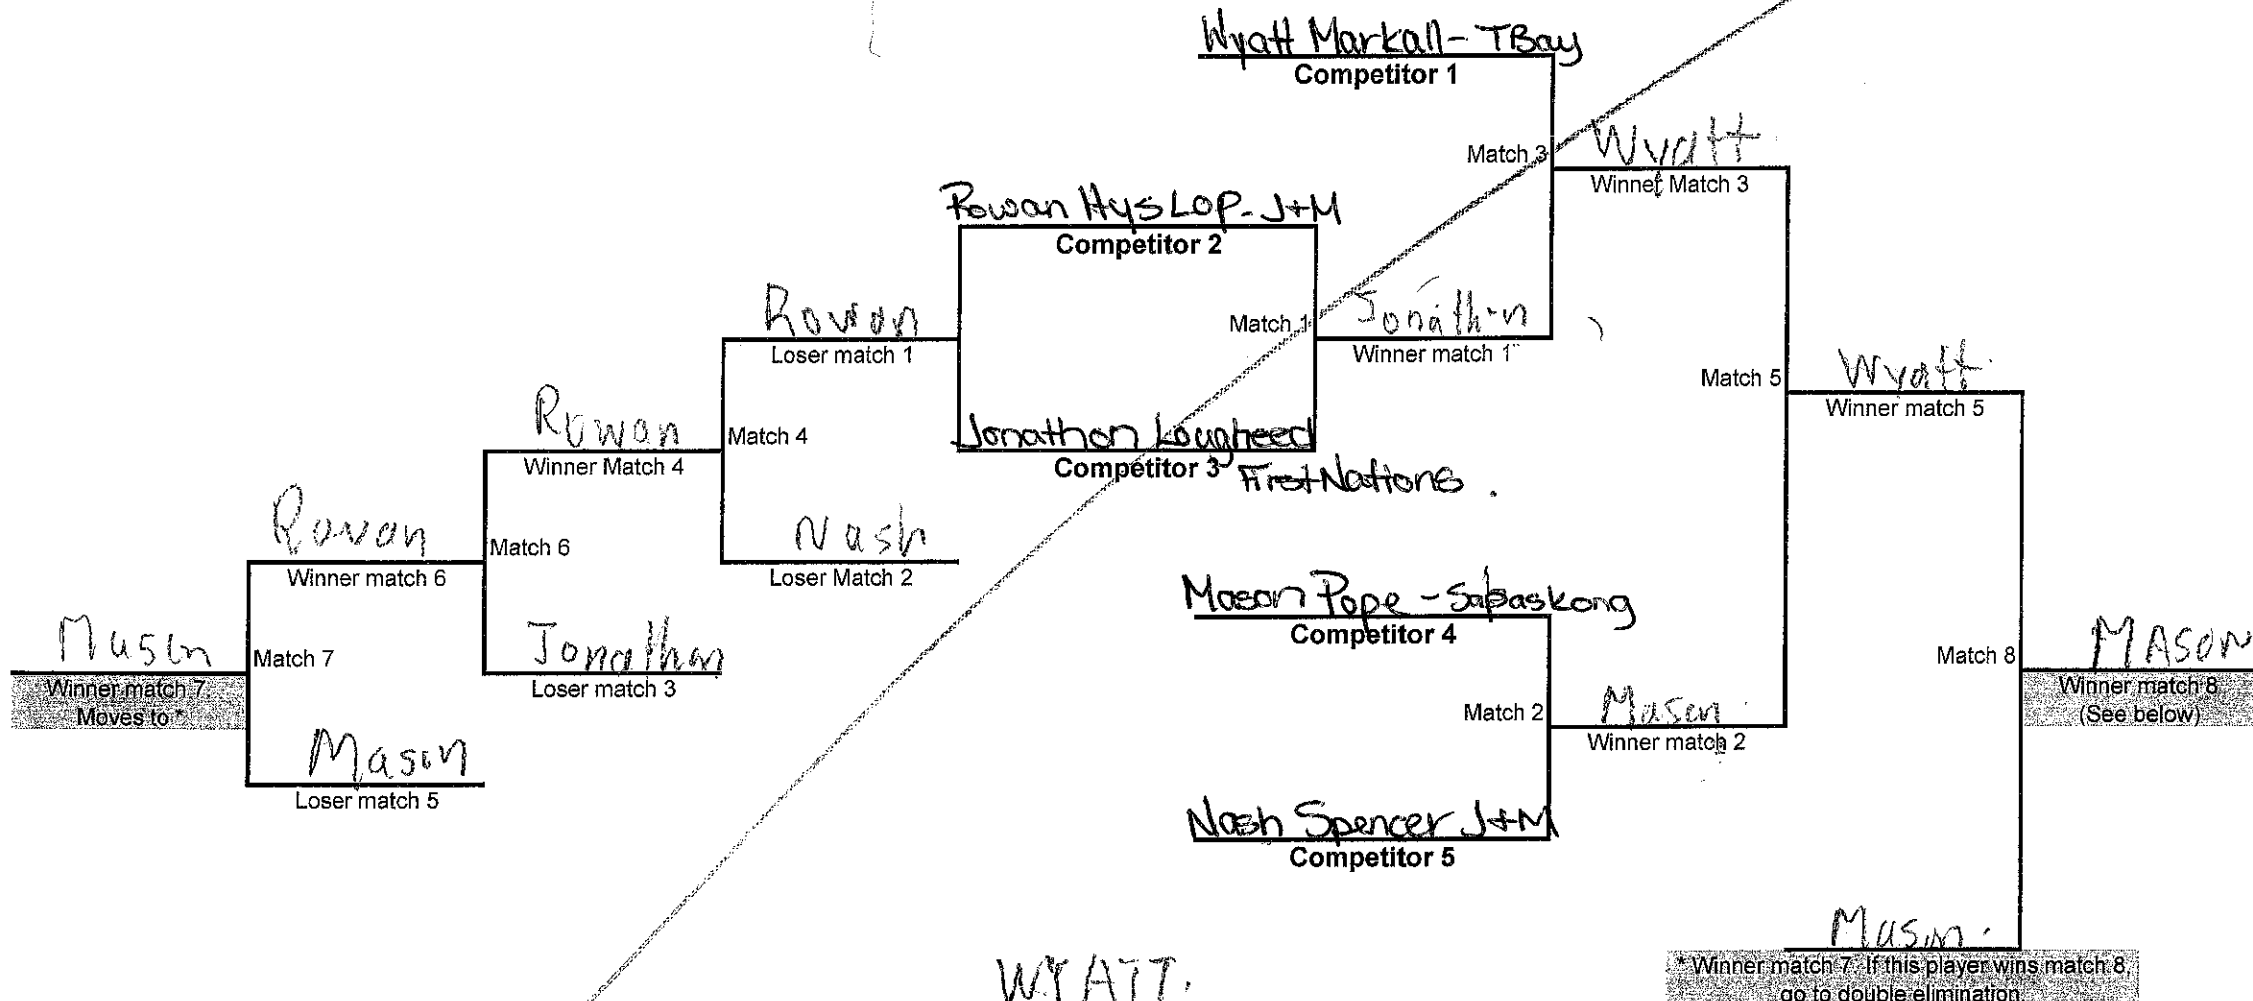 Wyatt Markall - TBay
Competitor 1
Match 3
Wyatt
Winner Match 3
Rowan HysLop - J+M
Competitor 2
Rowan
Loser match 1
Match 1
Jonathan
Winner match 1
Match 5
Wyatt
Winner match 5
Rowan
Winner Match 4
Match 4
Jonathon Lougheed
Competitor 3
First Nations.
Rowan
Winner match 6
Match 6
Nash
Loser Match 2
Mason Pope - Sabaskong
Competitor 4
Mason
Winner match 7
Moves to *
Match 7
Jonathan
Loser match 3
Match 2
Mason
Winner match 2
Match 8
MASON
Winner match 8
(See below)
Mason
Loser match 5
Nash Spencer J+M
Competitor 5
Mason.
* Winner match 7. If this player wins match 8,
go to double elimination
WYATT.